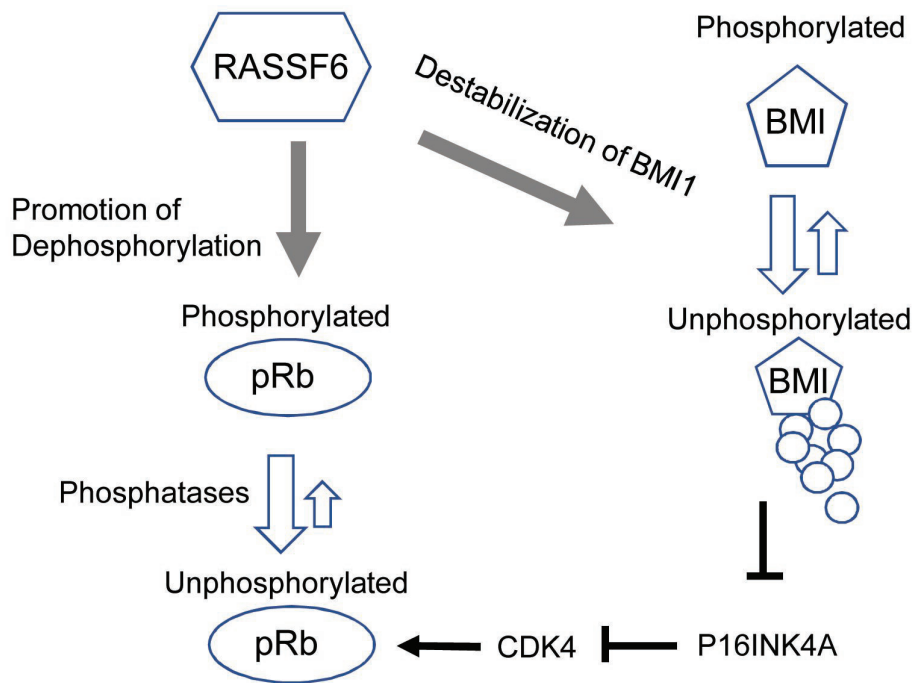 RASSF6
Destabilization of BMI1
Phosphorylated
BMI
Promotion of
Dephosphorylation
Phosphorylated
pRb
Unphosphorylated
BMI
Phosphatases
Unphosphorylated
pRb
CDK4
P16INK4A